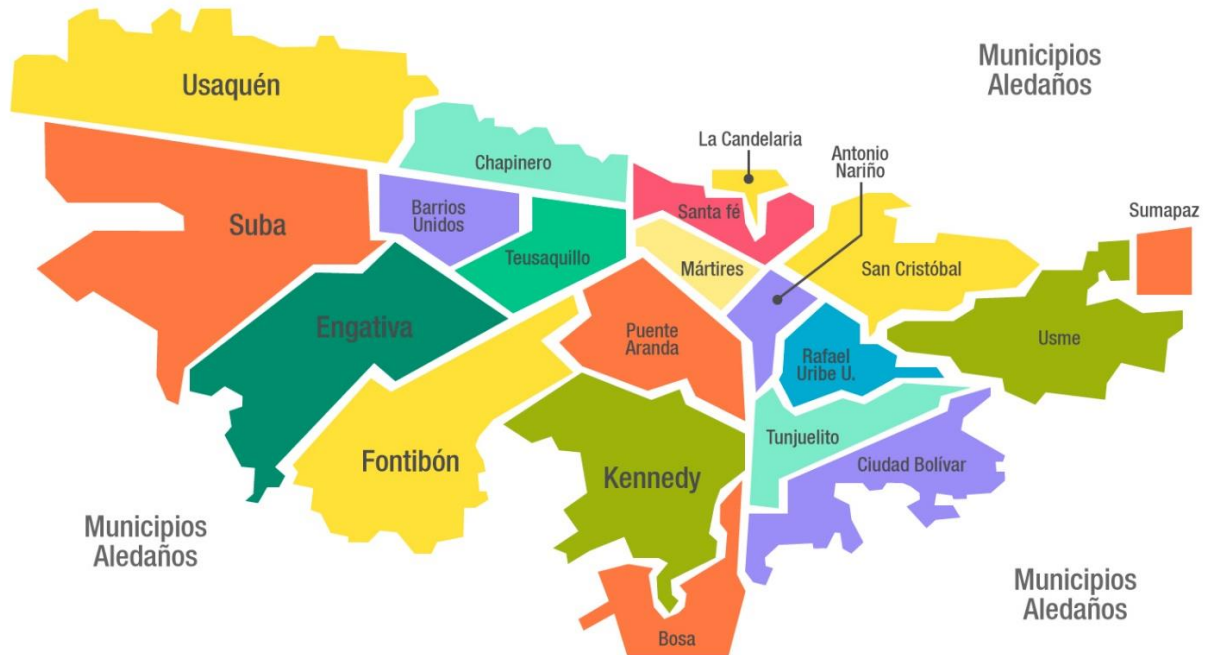 Usaquén
Municipios
Aledaños
Chapinero
La Candelaria
Antonio
Nariño
Suba
Barrios
Unidos
Santa fé
Sumapaz
Teusaquillo
Mártires
San Cristóbal
Engativa
Puente
Aranda
Rafael
Uribe U.
Usme
Fontibón
Kennedy
Tunjuelito
Ciudad Bolívar
Municipios
Aledaños
Municipios
Aledaños
Bosa